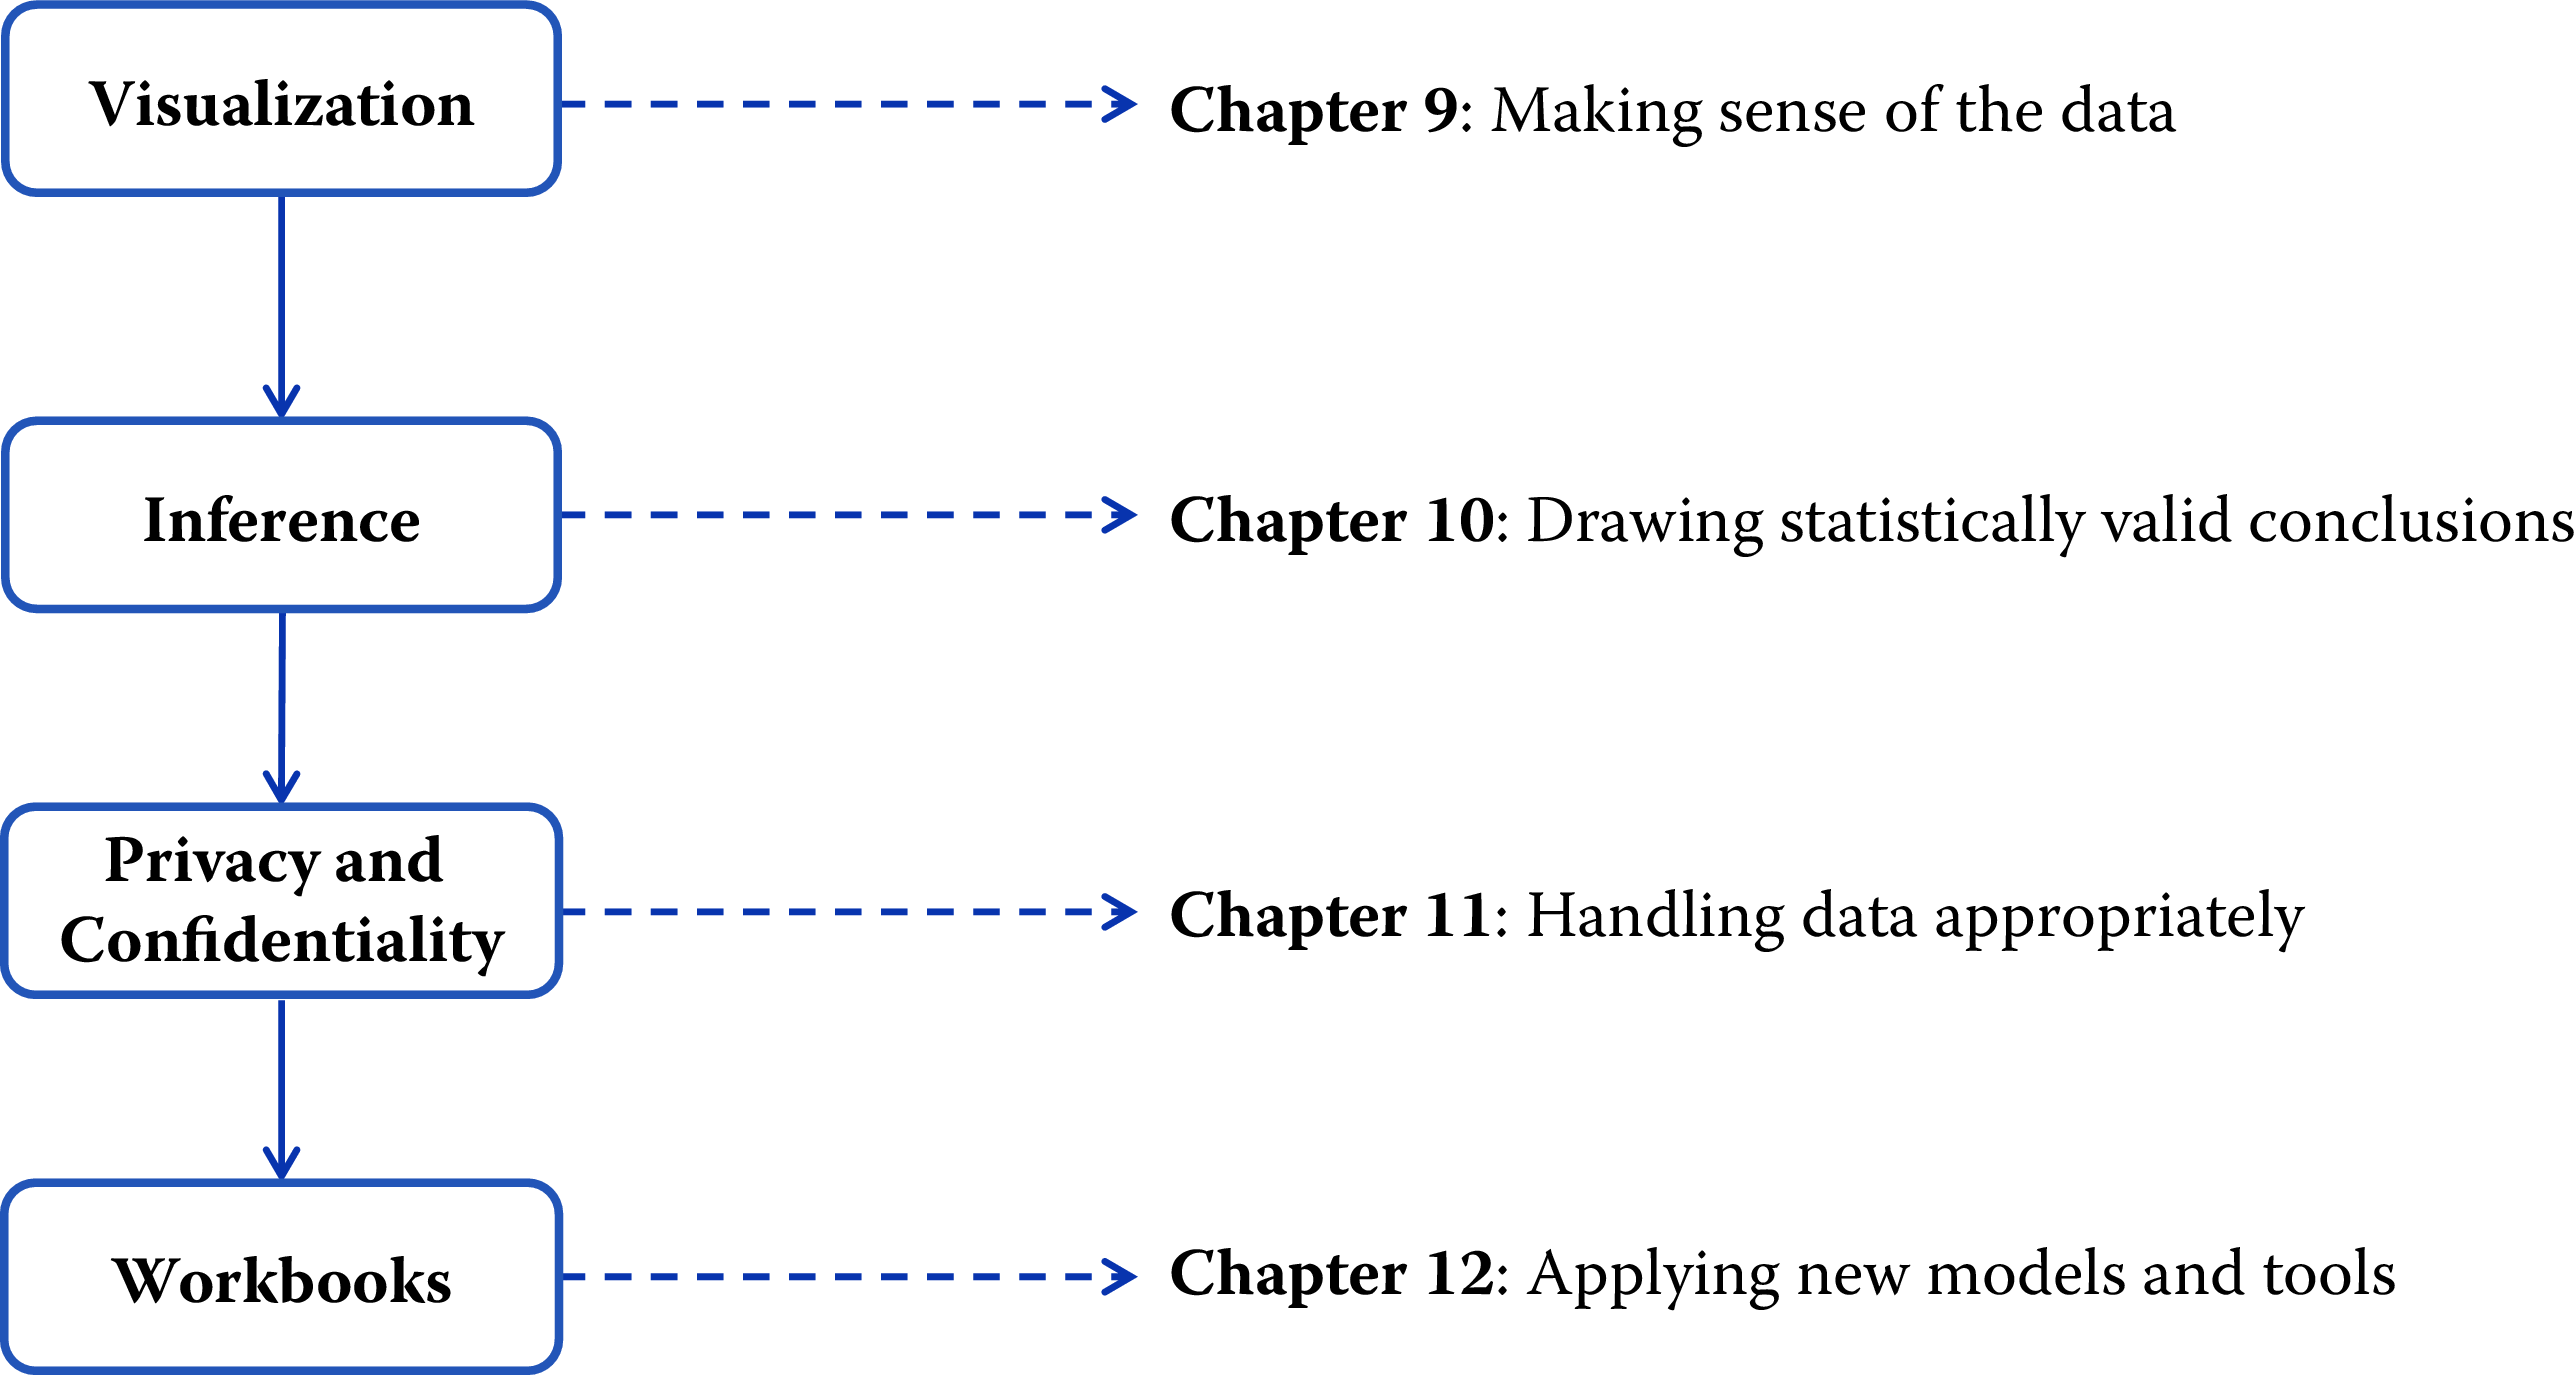 Visualization
Chapter 9: Making sense of the data
Inference
Chapter 10: Drawing statistically valid conclusions
Privacy and
Confidentiality
Chapter 11: Handling data appropriately
Workbooks
Chapter 12: Applying new models and tools